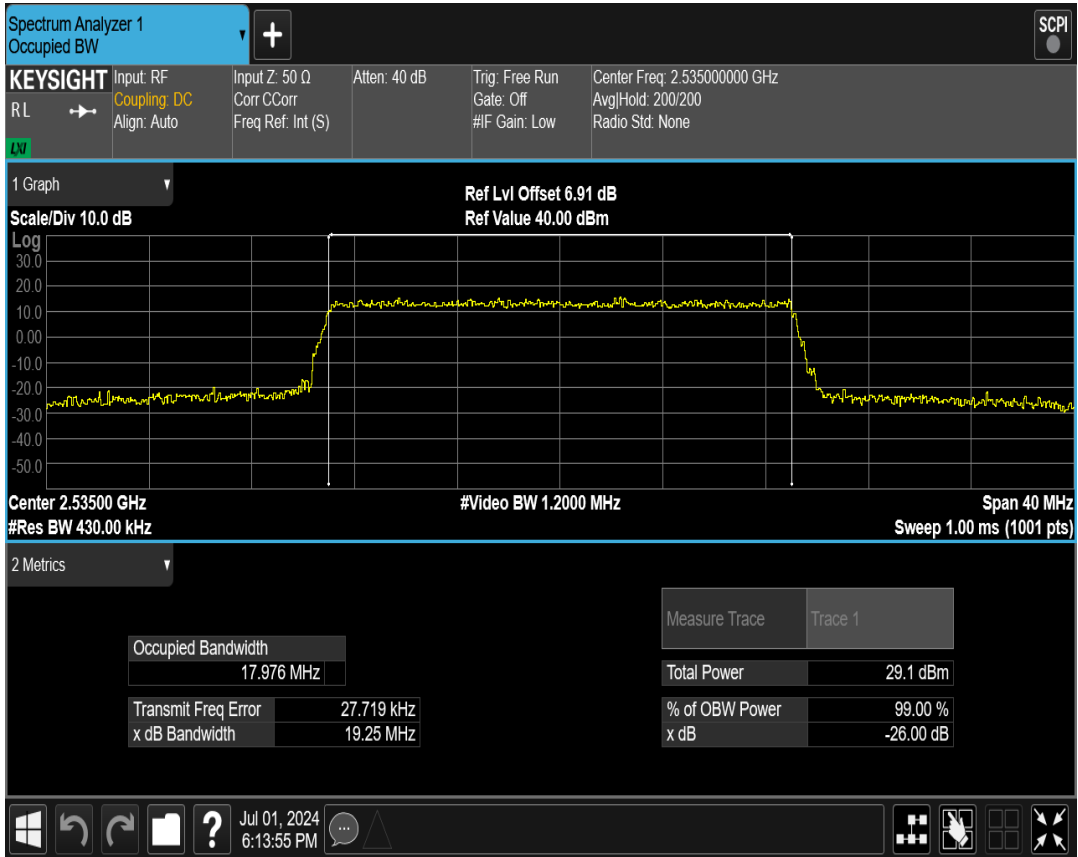 Spectrum Analyzer 1
Occupied BW
+
SCPI
KEYSIGHT
R L
LXI
Input: RF
Coupling: DC
Align: Auto
Input Z: 50 Ω
Corr CCorr
Freq Ref: Int (S)
Atten: 40 dB
Trig: Free Run
Gate: Off
#IF Gain: Low
Center Freq: 2.535000000 GHz
Avg|Hold: 200/200
Radio Std: None
1 Graph
Scale/Div 10.0 dB
Ref Lvl Offset 6.91 dB
Ref Value 40.00 dBm
Log
30.0
20.0
10.0
0.00
-10.0
-20.0
-30.0
-40.0
-50.0
Center 2.53500 GHz
#Video BW 1.2000 MHz
Span 40 MHz
#Res BW 430.00 kHz
Sweep 1.00 ms (1001 pts)
2 Metrics
Measure Trace Trace 1
Occupied Bandwidth
17.976 MHz
Total Power 29.1 dBm
Transmit Freq Error 27.719 kHz
% of OBW Power 99.00 %
x dB Bandwidth 19.25 MHz
x dB -26.00 dB
?
Jul 01, 2024
6:13:55 PM